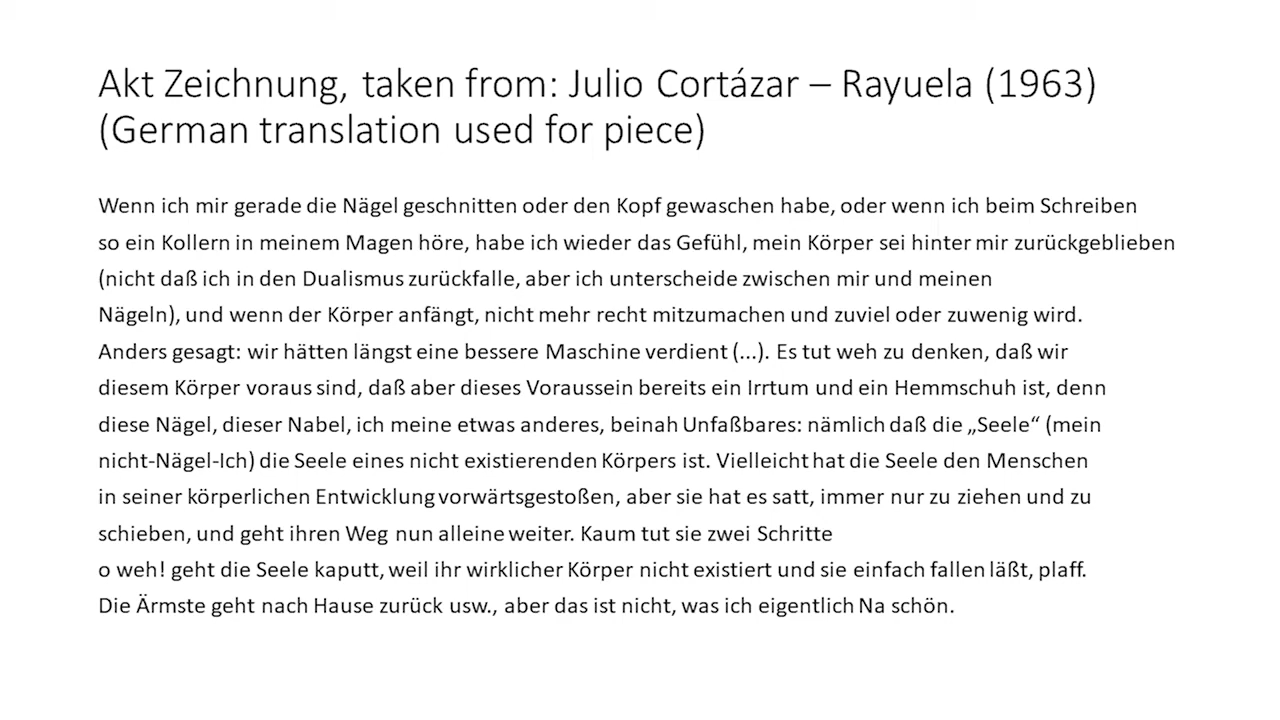 Akt Zeichnung, taken from: Julio Cortázar – Rayuela (1963)
(German translation used for piece)
Wenn ich mir gerade die Nägel geschnitten oder den Kopf gewaschen habe, oder wenn ich beim Schreiben
so ein Kollern in meinem Magen höre, habe ich wieder das Gefühl, mein Körper sei hinter mir zurückgeblieben
(nicht daß ich in den Dualismus zurückfalle, aber ich unterscheide zwischen mir und meinen
Nägeln), und wenn der Körper anfängt, nicht mehr recht mitzumachen und zuviel oder zuwenig wird.
Anders gesagt: wir hätten längst eine bessere Maschine verdient (...). Es tut weh zu denken, daß wir
diesem Körper voraus sind, daß aber dieses Voraussein bereits ein Irrtum und ein Hemmschuh ist, denn
diese Nägel, dieser Nabel, ich meine etwas anderes, beinah Unfaßbares: nämlich daß die „Seele“ (mein
nicht-Nägel-Ich) die Seele eines nicht existierenden Körpers ist. Vielleicht hat die Seele den Menschen
in seiner körperlichen Entwicklung vorwärtsgestoßen, aber sie hat es satt, immer nur zu ziehen und zu
schieben, und geht ihren Weg nun alleine weiter. Kaum tut sie zwei Schritte
o weh! geht die Seele kaputt, weil ihr wirklicher Körper nicht existiert und sie einfach fallen läßt, plaff.
Die Ärmste geht nach Hause zurück usw., aber das ist nicht, was ich eigentlich Na schön.